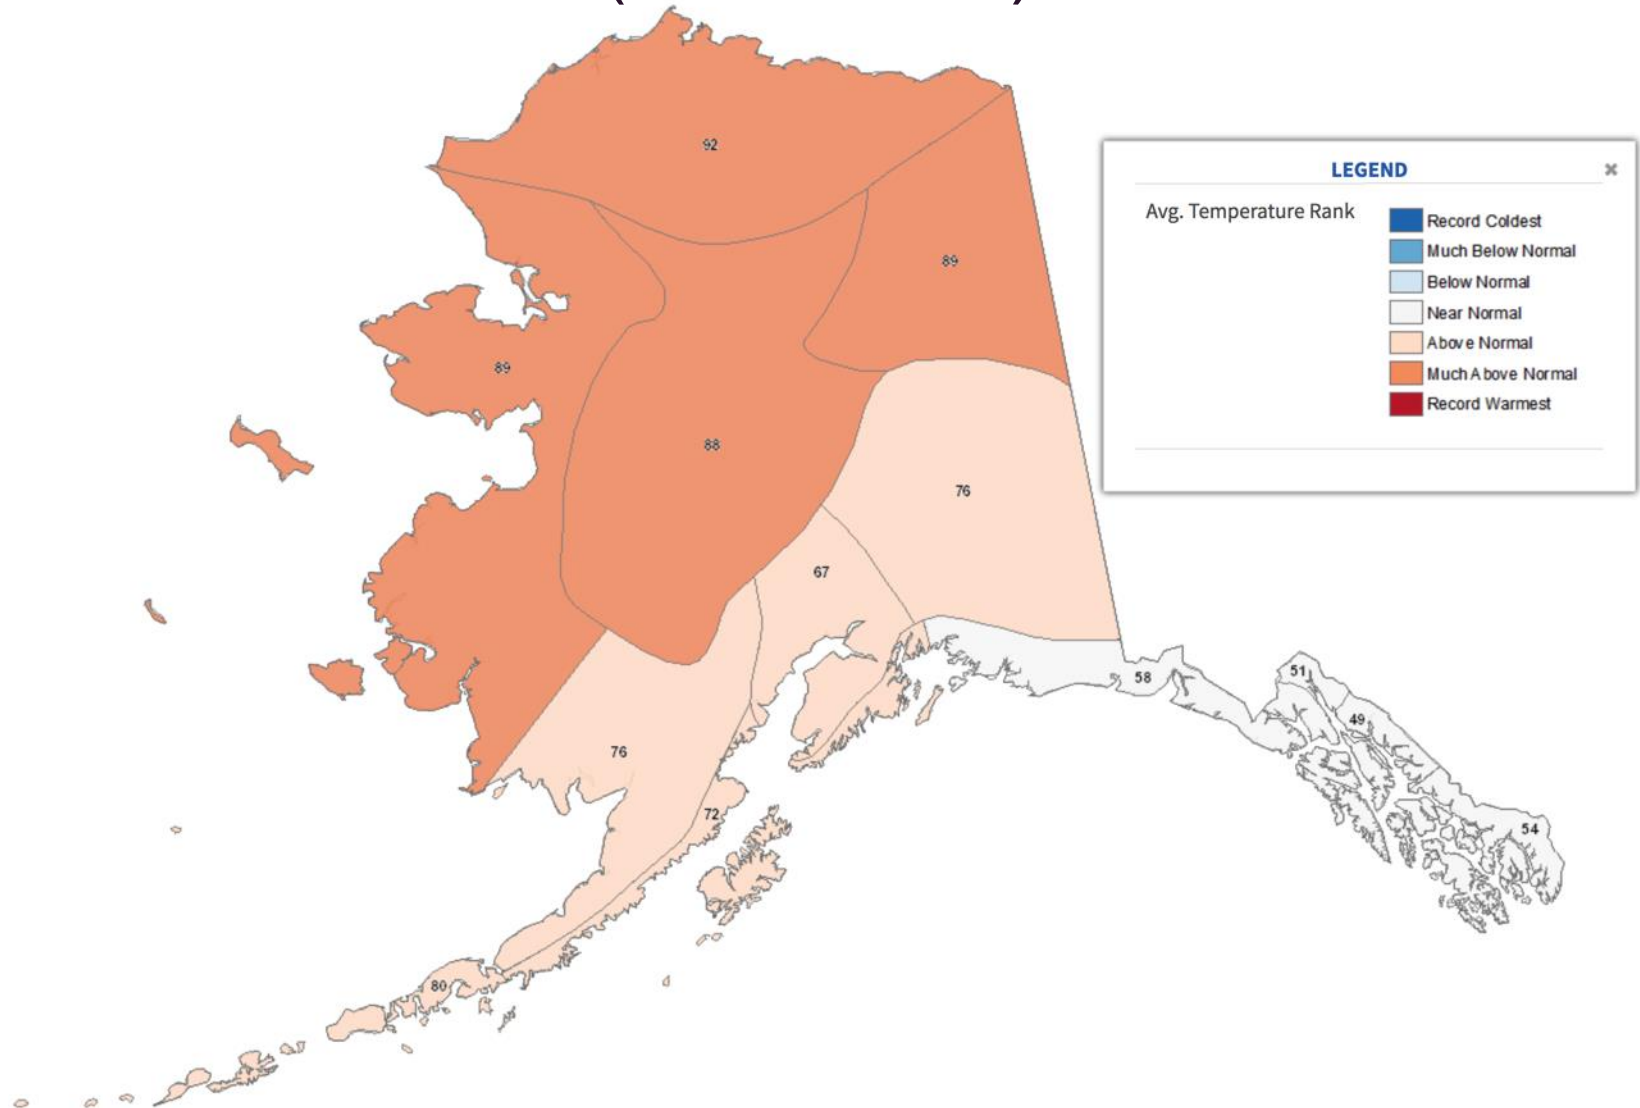 92
LEGEND
Avg. Temperature Rank
Record Coldest
Much Below Normal
Below Normal
Near Normal
Above Normal
Much Above Normal
Record Warmest
89
89
88
76
67
58
51
49
76
72
54
80